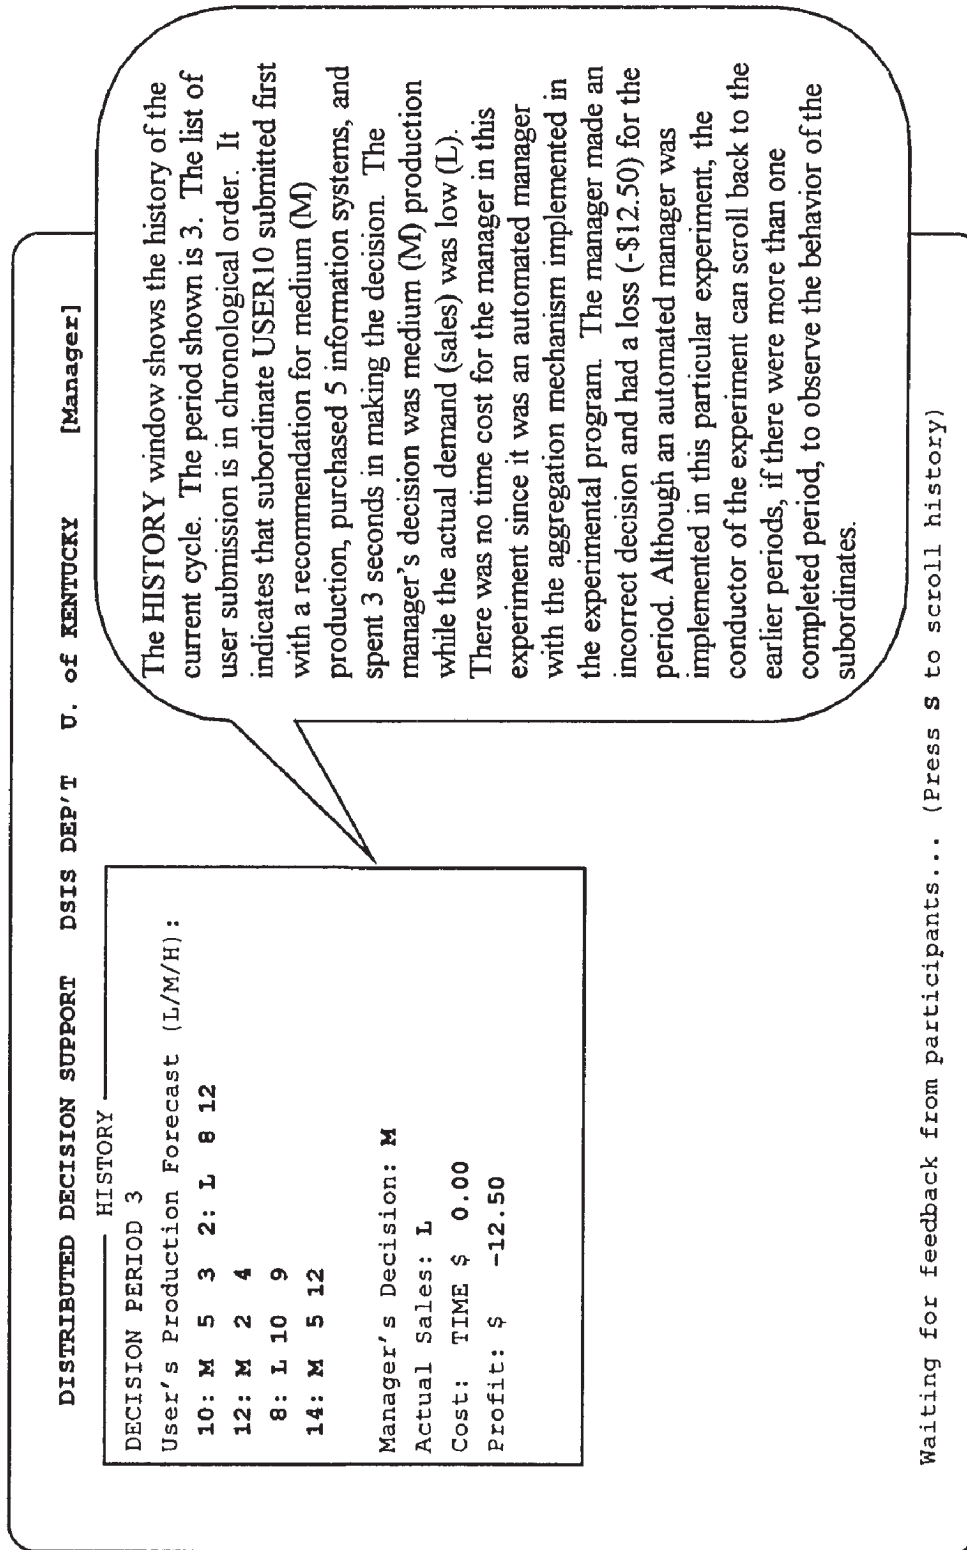 DISTRIBUTED DECISION SUPPORT DSIS DEP'T U. of KENTUCKY [Manager]
HISTORY
DECISION PERIOD 3
User's Production Forecast (L/M/H):
10: M 5 3 2: L 8 12
12: M 2 4
8: L 10 9
14: M 5 12
Manager's Decision: M
Actual Sales: L
Cost: TIME $ 0.00
Profit: $ -12.50
The HISTORY window shows the history of the
current cycle. The period shown is 3. The list of
user submission is in chronological order. It
indicates that subordinate USER10 submitted first
with a recommendation for medium (M)
production, purchased 5 information systems, and
spent 3 seconds in making the decision. The
manager's decision was medium (M) production
while the actual demand (sales) was low (L).
There was no time cost for the manager in this
experiment since it was an automated manager
with the aggregation mechanism implemented in
the experimental program. The manager made an
incorrect decision and had a loss (-$12.50) for the
period. Although an automated manager was
implemented in this particular experiment, the
conductor of the experiment can scroll back to the
earlier periods, if there were more than one
completed period, to observe the behavior of the
subordinates.
Waiting for feedback from participants... (Press S to scroll history)